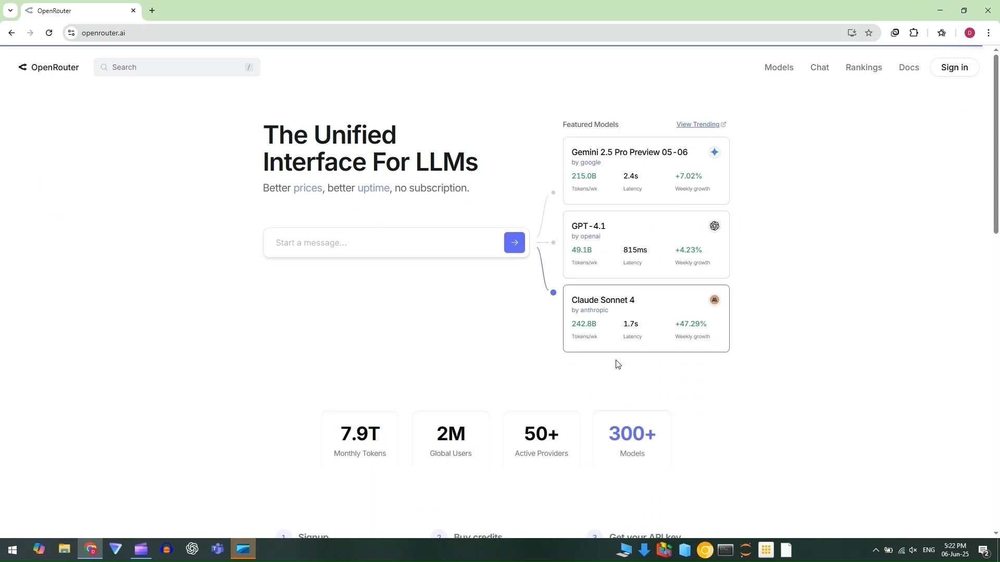 OpenRouter
openrouter.ai
D
OpenRouter
Search
/
Models
Chat
Rankings
Docs
Sign in
The Unified
Interface For LLMs
Better prices, better uptime, no subscription.
Start a message...
Featured Models
View Trending
Gemini 2.5 Pro Preview 05-06
by google
215.0B 2.4s +7.02%
Tokens/wk Latency Weekly growth
GPT-4.1
by openai
49.1B 815ms +4.23%
Tokens/wk Latency Weekly growth
Claude Sonnet 4
by anthropic
242.8B 1.7s +47.29%
Tokens/wk Latency Weekly growth
7.9T 2M 50+ 300+
Monthly Tokens Global Users Active Providers Models
1 Signup 2 Buy credits 3 Get your API key
ENG
5:22 PM
06-Jun-25
2